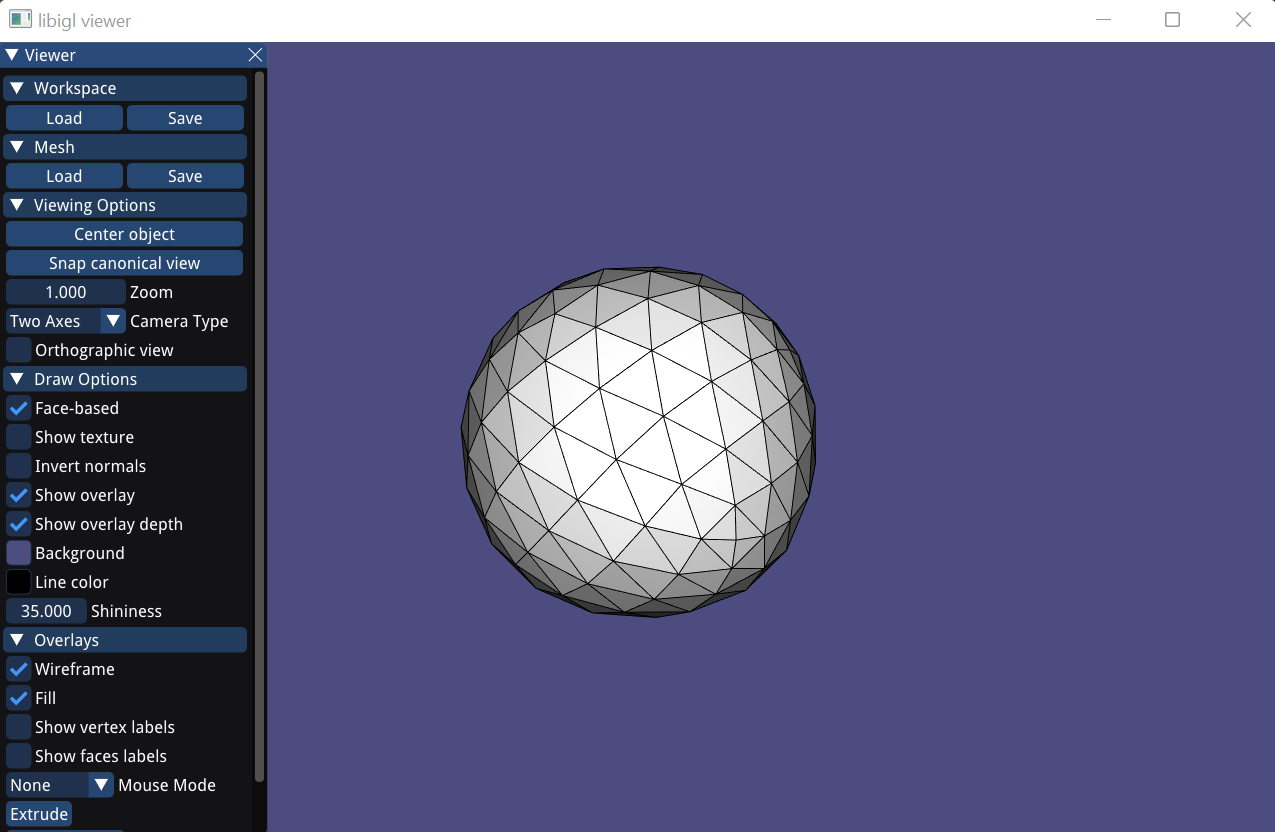 libigl viewer
Viewer
Workspace
Load Save
Mesh
Load Save
Viewing Options
Center object
Snap canonical view
1.000 Zoom
Two Axes Camera Type
Orthographic view
Draw Options
Face-based
Show texture
Invert normals
Show overlay
Show overlay depth
Background
Line color
35.000 Shininess
Overlays
Wireframe
Fill
Show vertex labels
Show faces labels
None Mouse Mode
Extrude